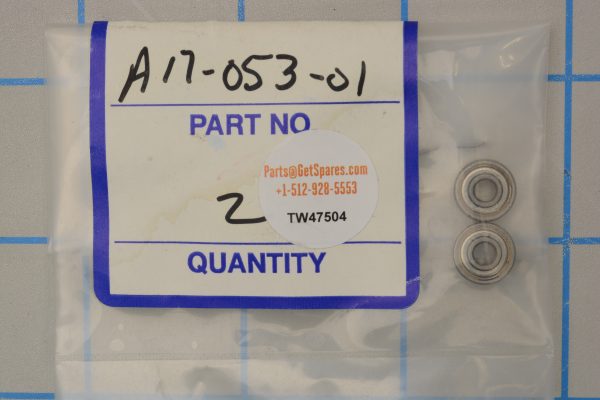 A17-053-01
PART NO
Parts@GetSpares.com
+1-512-928-5553
2
TW47504
QUANTITY